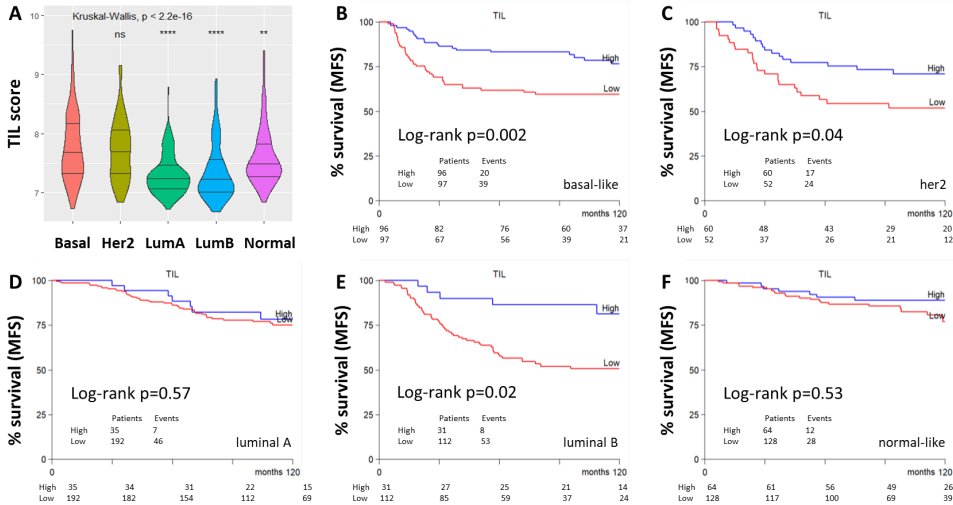 A
TIL score
10
9
8
7
Kruskal-Wallis, p < 2.2e-16
ns **** **** **
Basal Her2 LumA LumB Normal
B
TIL
% survival (MFS)
100
75
50
25
0
High
Low
Log-rank p=0.002
Patients Events
High 96 20
Low 97 39
basal-like
0 months 120
High 96 82 76 60 37
Low 97 67 56 39 21
C
TIL
% survival (MFS)
100
75
50
25
0
High
Low
Log-rank p=0.04
Patients Events
High 60 17
Low 52 24
her2
0 months 120
High 60 48 43 29 20
Low 52 37 26 21 12
D
TIL
% survival (MFS)
100
75
50
25
0
High
Low
Log-rank p=0.57
Patients Events
High 35 7
Low 192 46
luminal A
0 months 120
High 35 34 31 22 15
Low 192 182 154 112 69
E
TIL
% survival (MFS)
100
75
50
25
0
High
Low
Log-rank p=0.02
Patients Events
High 31 8
Low 112 53
luminal B
0 months 120
High 31 27 25 21 14
Low 112 85 59 37 24
F
TIL
% survival (MFS)
100
75
50
25
0
High
Low
Log-rank p=0.53
Patients Events
High 64 12
Low 128 28
normal-like
0 months 120
High 64 61 56 49 26
Low 128 117 100 69 39